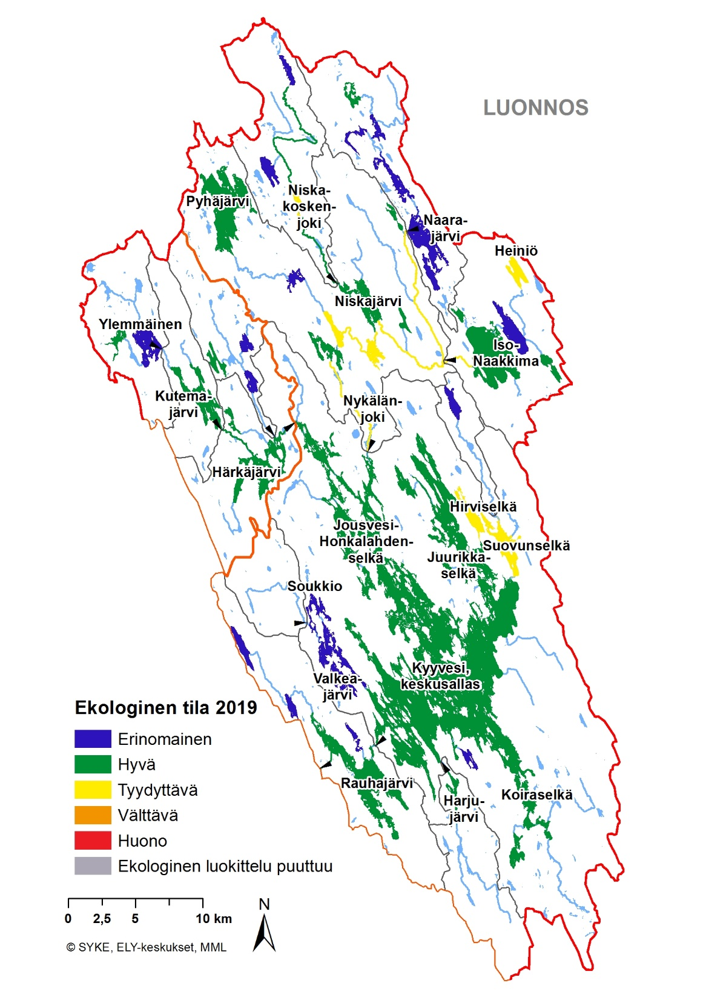 LUONNOS
Pyhäjärvi
Niska-
kosken-
joki
Naara-
järvi
Heiniö
Niskajärvi
Ylemmäinen
Iso-
Naakkima
Kutema-
järvi
Nykälän-
joki
Härkäjärvi
Hirviselkä
Jousvesi-
Honkalahden-
selkä
Suovunselkä
Juurikka-
selkä
Soukkio
Kyyvesi,
keskusallas
Valkea-
järvi
Rauhajärvi
Harju-
järvi
Koiraselkä
Ekologinen tila 2019
Erinomainen
Hyvä
Tyydyttävä
Välttävä
Huono
Ekologinen luokittelu puuttuu
N
0 2,5 5 10 km
© SYKE, ELY-keskukset, MML